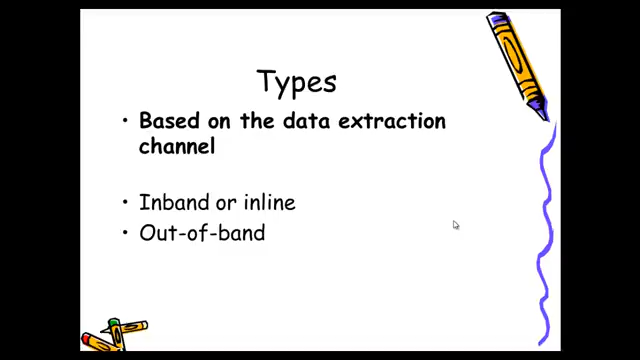 Types
• Based on the data extraction
channel
• Inband or inline
• Out-of-band